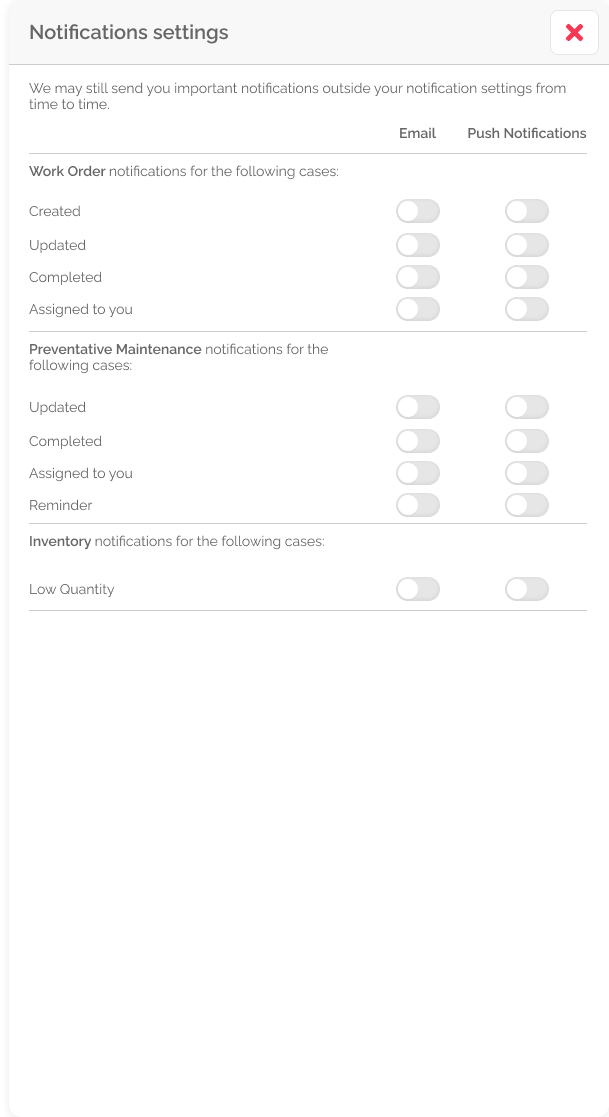 Notifications settings
We may still send you important notifications outside your notification settings from
time to time.
Email Push Notifications
Work Order notifications for the following cases:
Created
Updated
Completed
Assigned to you
Preventative Maintenance notifications for the
following cases:
Updated
Completed
Assigned to you
Reminder
Inventory notifications for the following cases:
Low Quantity